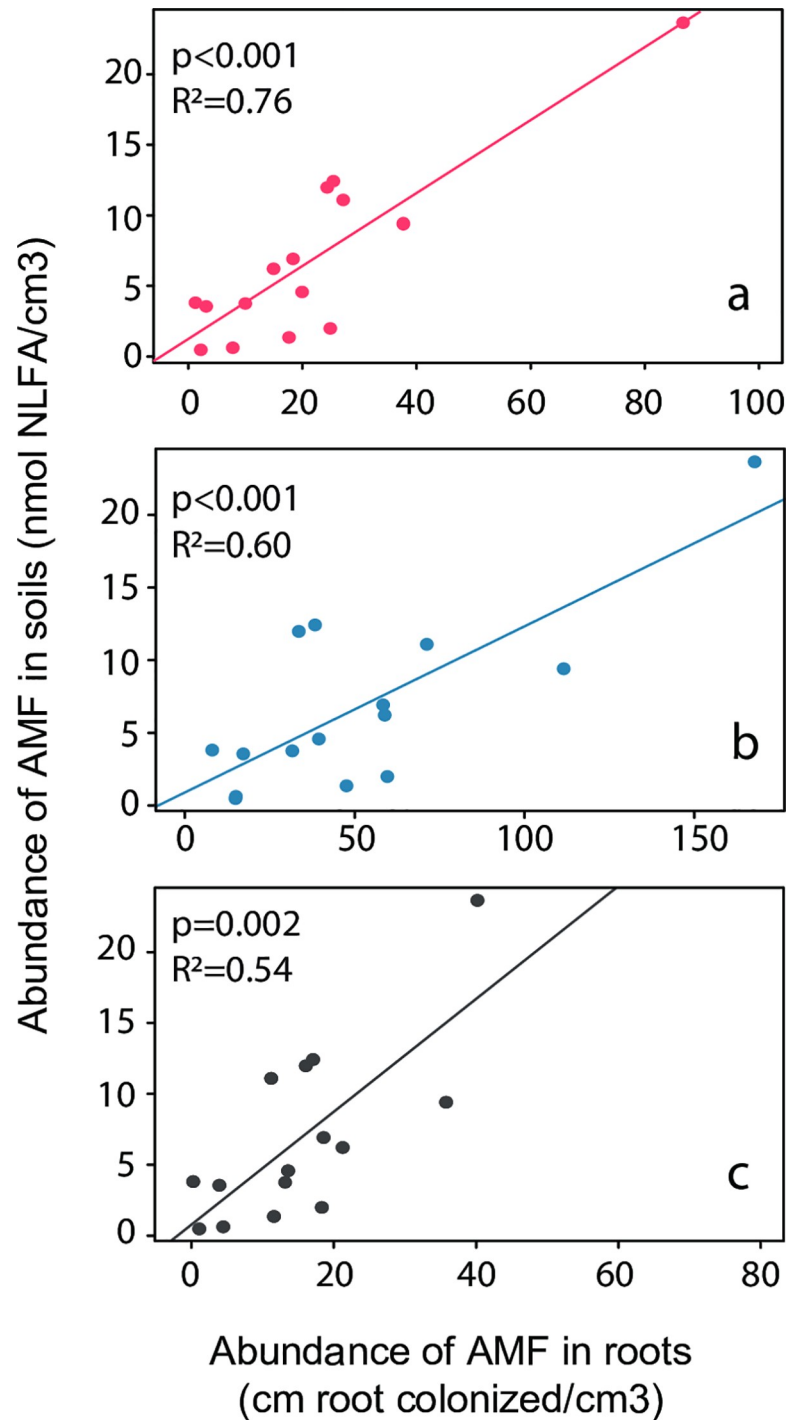 Abundance of AMF in soils (nmol NLFA/cm3)
p<0.001
R²=0.76
20
15
10
5
0
a
0 20 40 60 80 100
p<0.001
R²=0.60
20
15
10
5
0
b
0 50 100 150
p=0.002
R²=0.54
20
15
10
5
0
c
0 20 40 60 80
Abundance of AMF in roots
(cm root colonized/cm3)